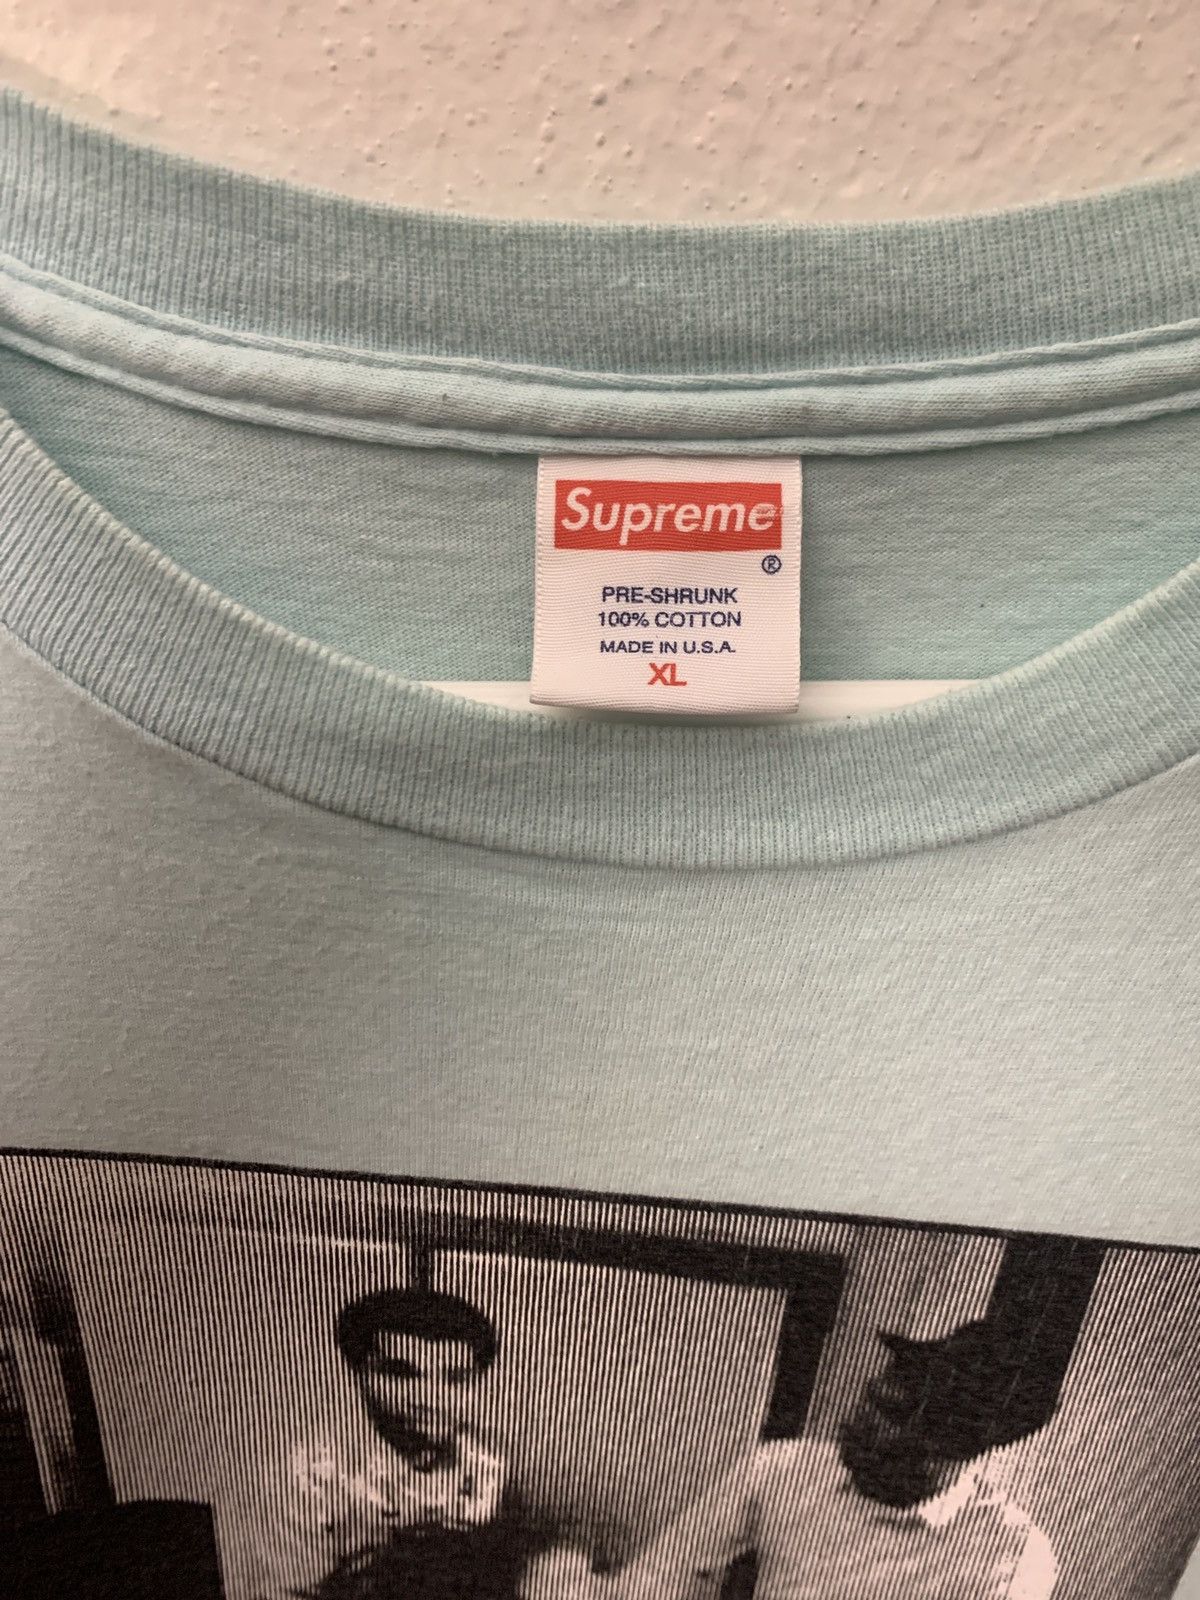 Supreme
®
PRE-SHRUNK
100% COTTON
MADE IN U.S.A.
XL